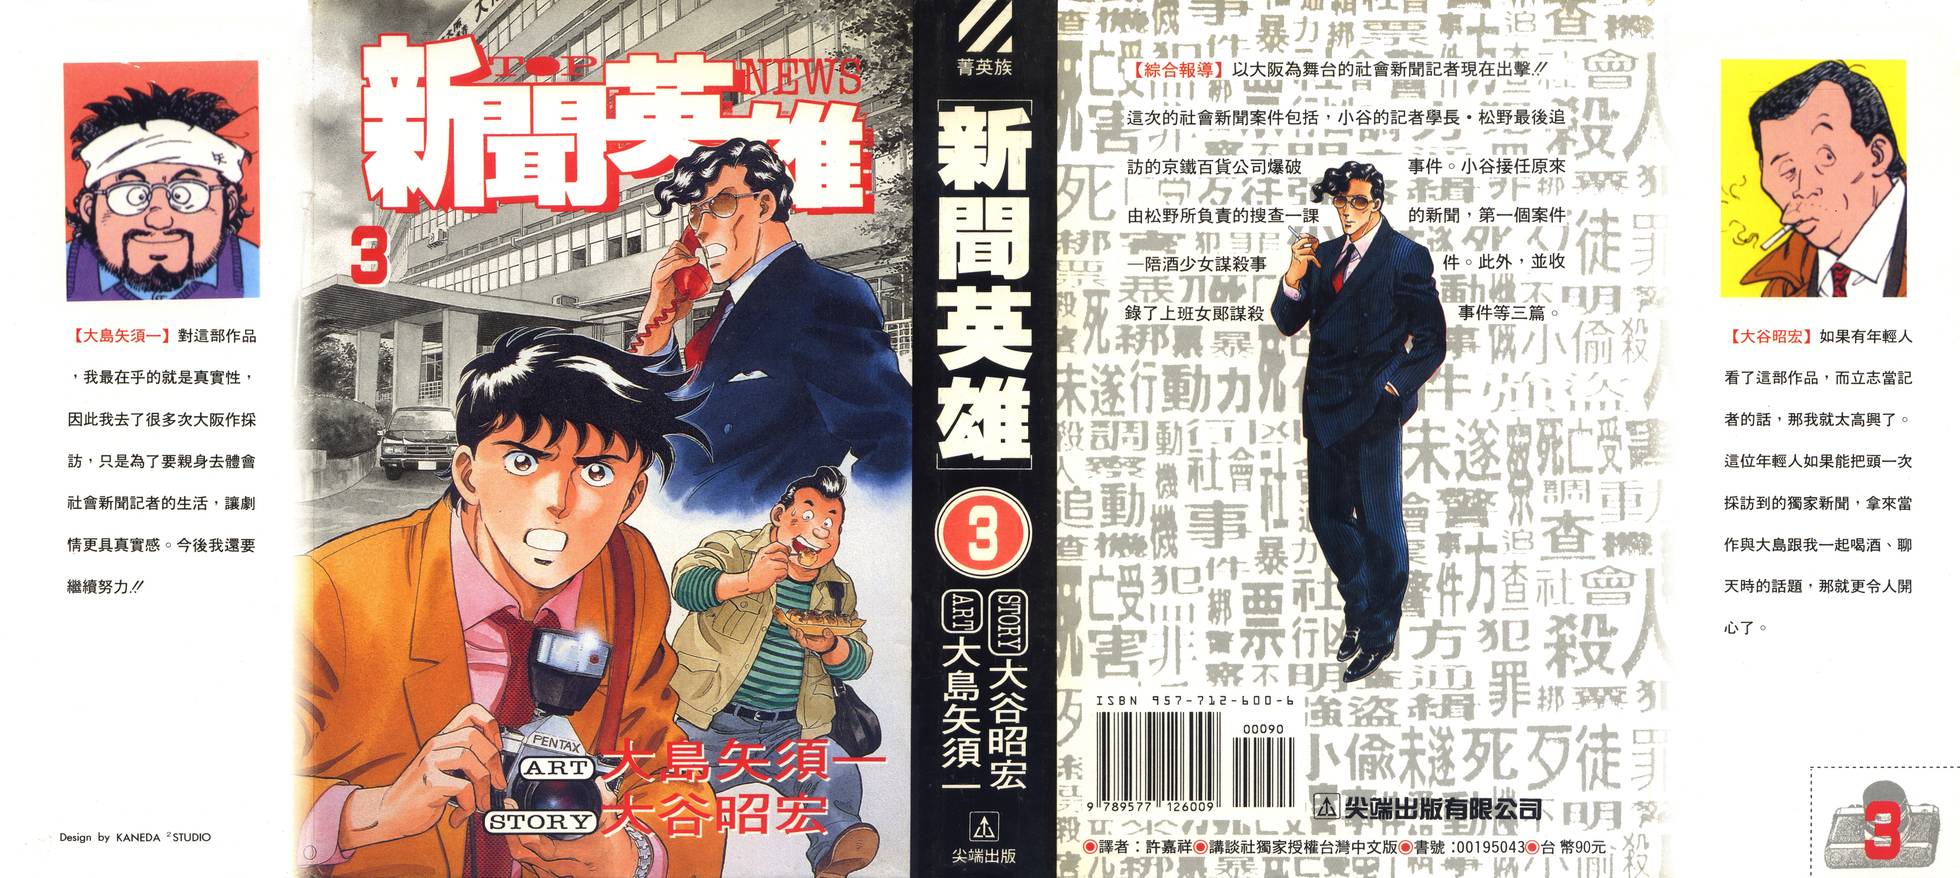 【大島矢須一】對這部作品
，我最在乎的就是真實性，
因此我去了很多次大阪作採
訪，只是為了要親身去體會
社會新聞記者的生活，讓劇
情更具真實感。今後我還要
繼續努力!!
Design by KANEDA ²STUDIO
新聞英雄
TOP NEWS
3
PENTAX
ART 大島矢須一
STORY 大谷昭宏
菁英族
新聞英雄
3
STORY 大谷昭宏
ART 大島矢須一
尖端出版
【綜合報導】以大阪為舞台的社會新聞記者現在出擊!!
這次的社會新聞案件包括，小谷的記者學長・松野最後追
訪的京鐵百貨公司爆破事件。小谷接任原來
由松野所負責的搜查一課的新聞，第一個案件
—陪酒少女謀殺事件。此外，並收
錄了上班女郞謀殺事件等三篇。
ISBN 957-712-600-6
00090
9 789577 126009
尖端出版有限公司
●譯者：許嘉祥●講談社獨家授權台灣中文版●書號:00195043●台幣90元
【大谷昭宏】如果有年輕人
看了這部作品，而立志當記
者的話，那我就太高興了。
這位年輕人如果能把頭一次
採訪到的獨家新聞，拿來當
作與大島跟我一起喝酒、聊
天時的話題，那就更令人開
心了。
3